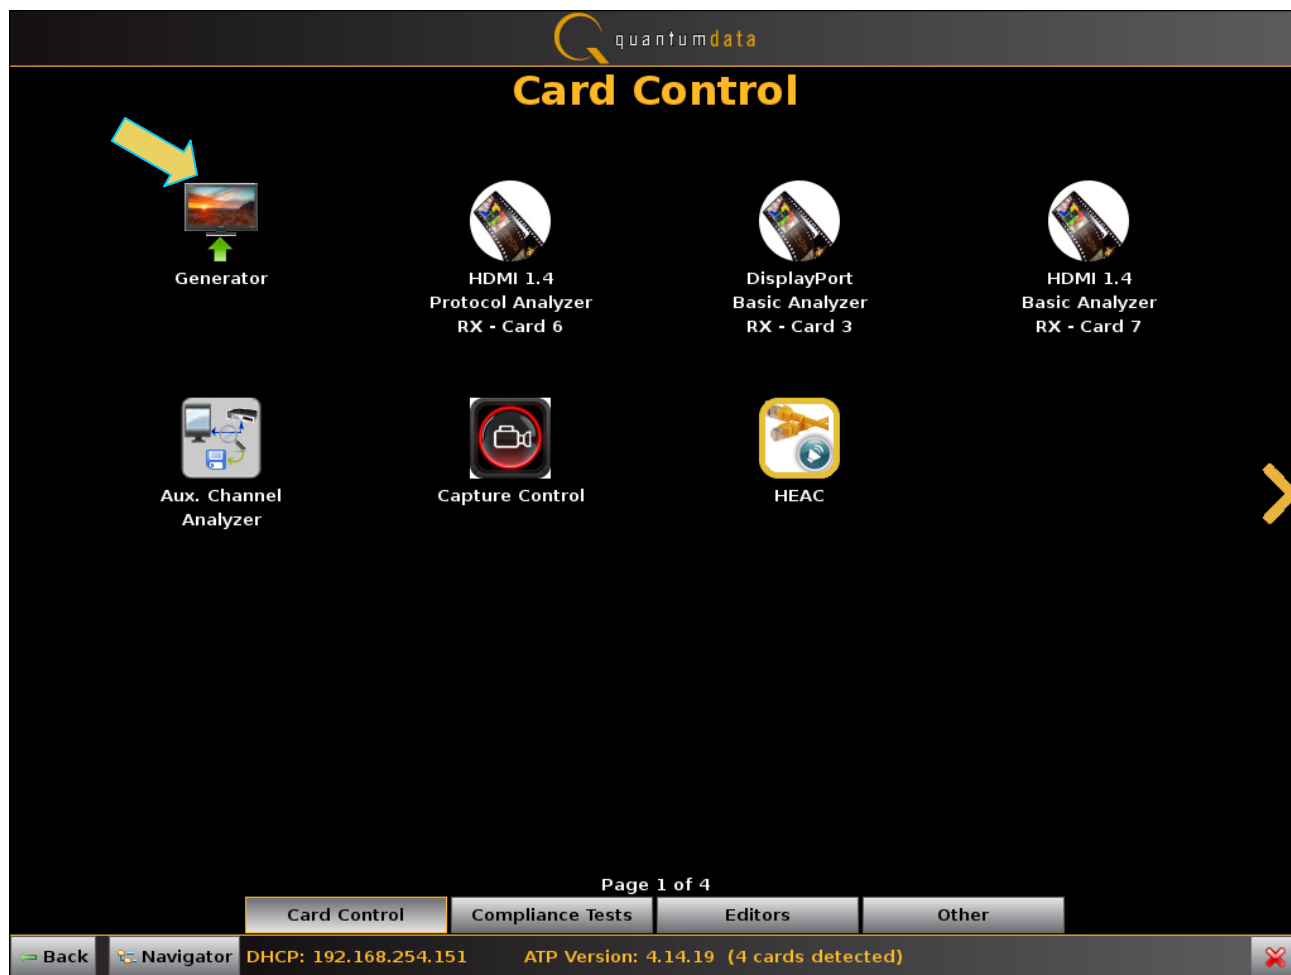 quantumdata
Card Control
Generator
HDMI 1.4
Protocol Analyzer
RX - Card 6
DisplayPort
Basic Analyzer
RX - Card 3
HDMI 1.4
Basic Analyzer
RX - Card 7
Aux. Channel
Analyzer
Capture Control
HEAC
Page 1 of 4
Card Control
Compliance Tests
Editors
Other
Back
Navigator
DHCP: 192.168.254.151
ATP Version: 4.14.19 (4 cards detected)